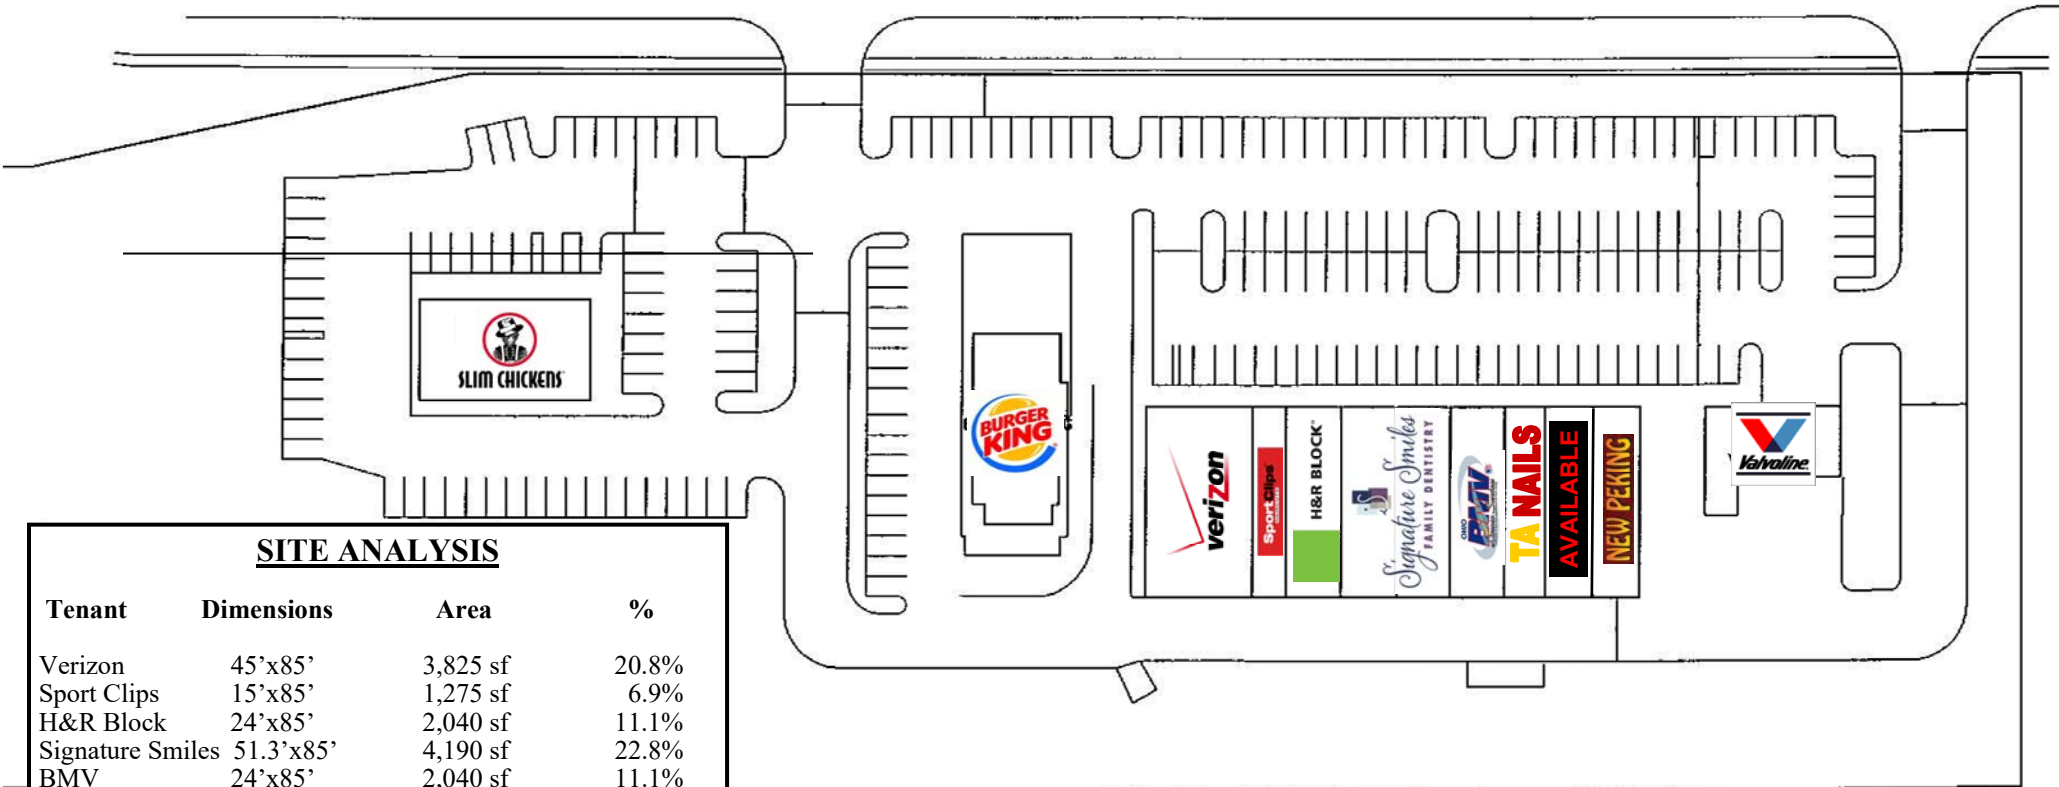 SLIM CHICKENS
BURGER
KING
verizon
Sport Clips
H&R BLOCK
Signature Smiles
FAMILY DENTISTRY
OHIO
BMV
TA NAILS
AVAILABLE
NEW PEKING
Valvoline
SITE ANALYSIS
Tenant Dimensions Area %
Verizon 45’x85’ 3,825 sf 20.8%
Sport Clips 15’x85’ 1,275 sf 6.9%
H&R Block 24’x85’ 2,040 sf 11.1%
Signature Smiles 51.3’x85’ 4,190 sf 22.8%
BMV 24’x85’ 2,040 sf 11.1%